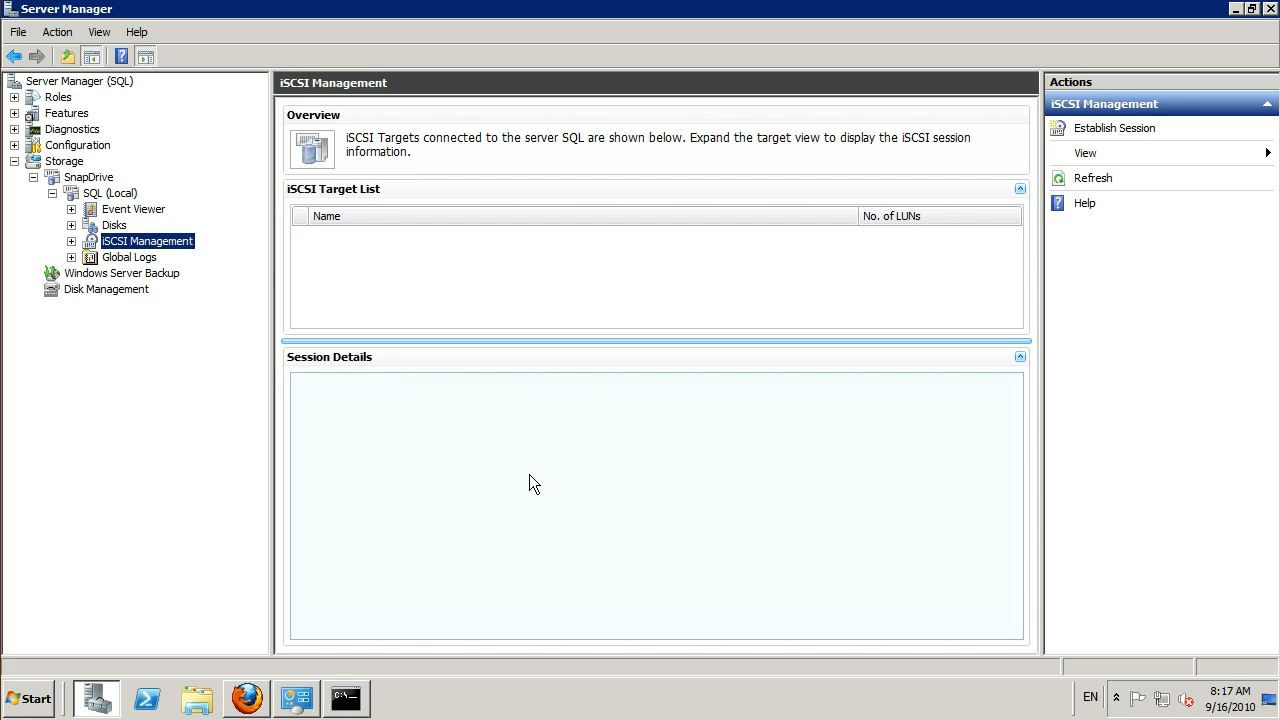 Server Manager
File Action View Help
Server Manager (SQL)
Roles
Features
Diagnostics
Configuration
Storage
SnapDrive
SQL (Local)
Event Viewer
Disks
iSCSI Management
Global Logs
Windows Server Backup
Disk Management
iSCSI Management
Overview
iSCSI Targets connected to the server SQL are shown below. Expand the target view to display the iSCSI session
information.
iSCSI Target List
Name No. of LUNs
Session Details
Actions
iSCSI Management
Establish Session
View
Refresh
Help
Start
C:\
EN
8:17 AM
9/16/2010